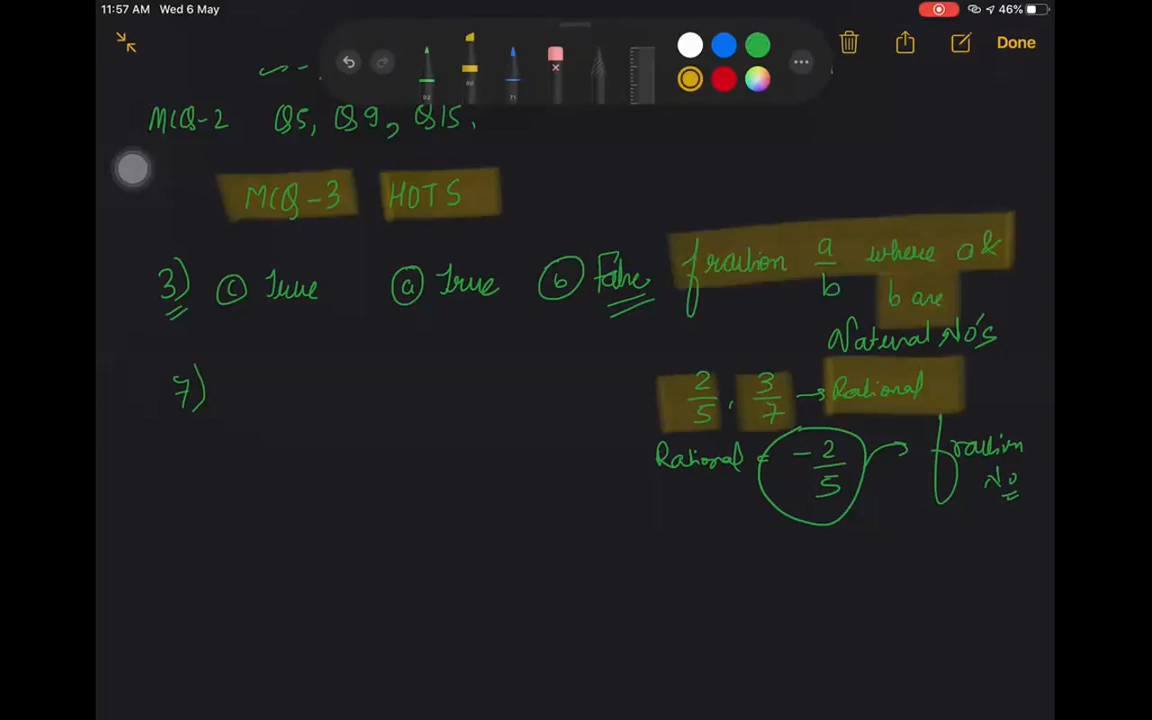 11:57 AM Wed 6 May
46%
Done
MCQ-2 Q5, Q9, Q15.
MCQ-3 HOTS
3) (c) True (a) True (b) False fraction a/b where a &
b are
Natural No's
7)
2/5, 3/7 → Rational
Rational - -2/5 → fraction
No